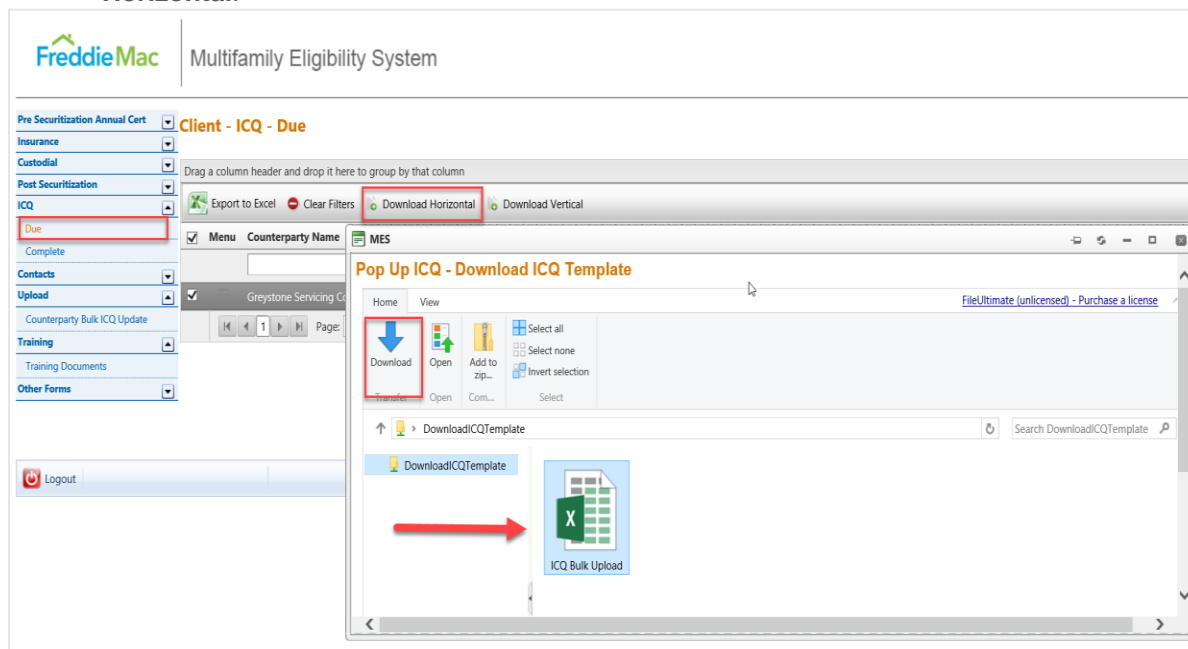 Horizontal.
FreddieMac
Multifamily Eligibility System
Pre Securitization Annual Cert
Insurance
Custodial
Post Securitization
ICQ
Due
Complete
Contacts
Upload
Counterparty Bulk ICQ Update
Training
Training Documents
Other Forms
Logout
Client - ICQ - Due
Drag a column header and drop it here to group by that column
Export to Excel Clear Filters Download Horizontal Download Vertical
Menu Counterparty Name
Greystone Servicing
1 Page:
MES
Pop Up ICQ - Download ICQ Template
Home View FileUltimate (unlicensed) - Purchase a license
Download Open Add to zip...
Select all
Select none
Invert selection
Transfer Open Com... Select
DownloadICQTemplate Search DownloadICQTemplate
DownloadICQTemplate
X
ICQ Bulk Upload